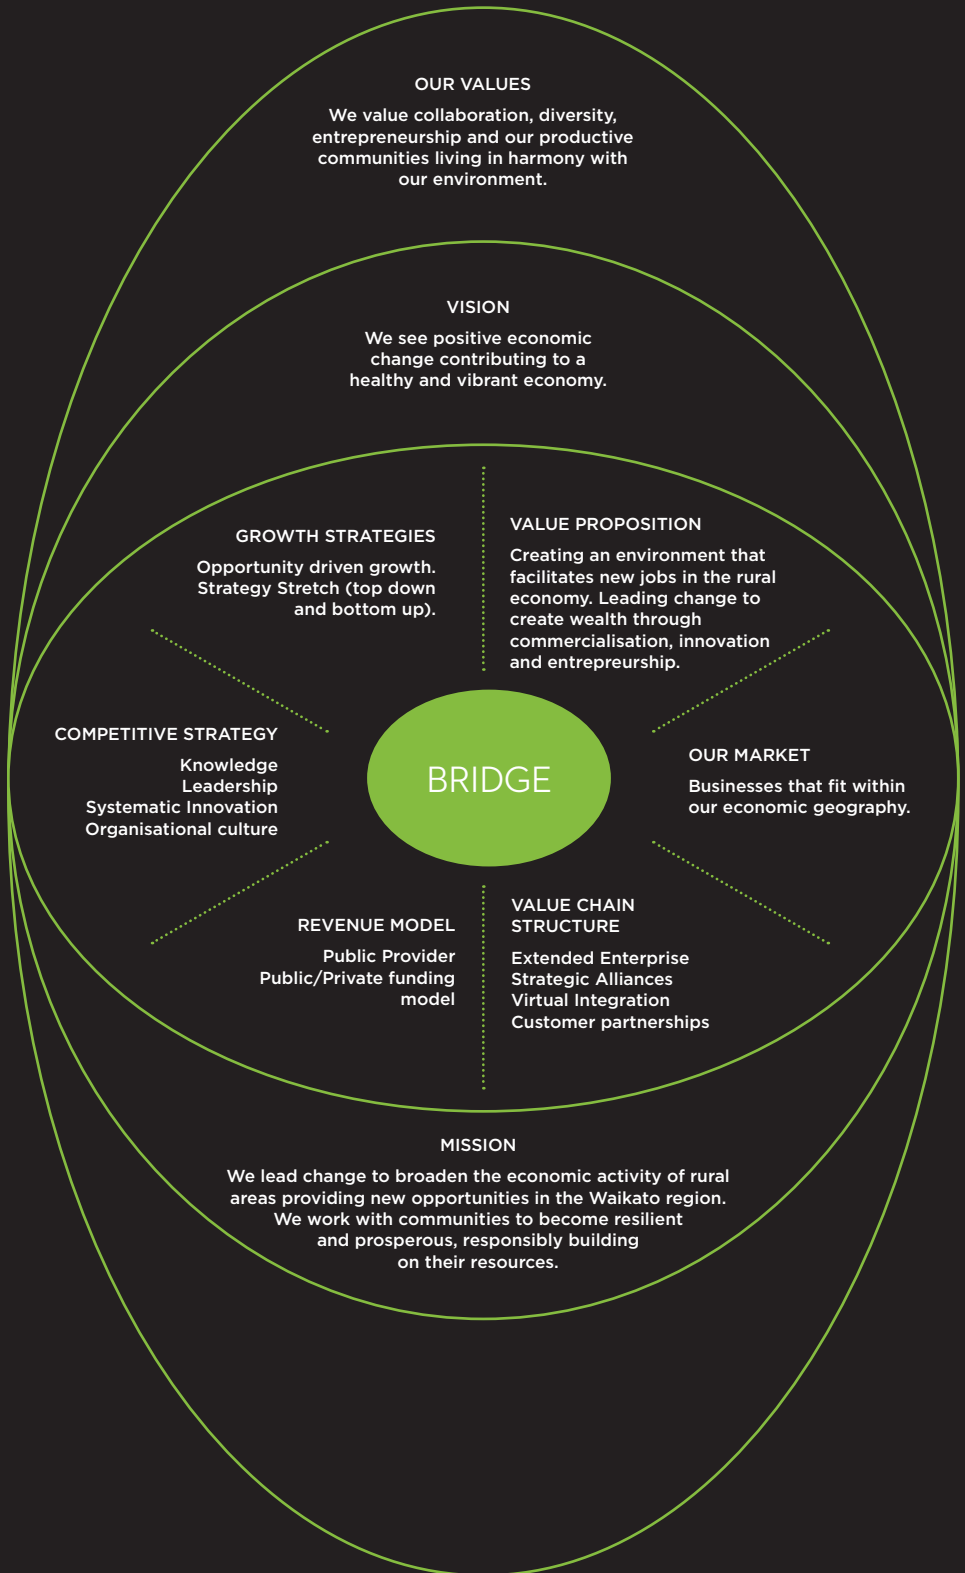 OUR VALUES
We value collaboration, diversity,
entrepreneurship and our productive
communities living in harmony with
our environment.
VISION
We see positive economic
change contributing to a
healthy and vibrant economy.
GROWTH STRATEGIES
Opportunity driven growth.
Strategy Stretch (top down
and bottom up).
VALUE PROPOSITION
Creating an environment that
facilitates new jobs in the rural
economy. Leading change to
create wealth through
commercialisation, innovation
and entrepreurship.
COMPETITIVE STRATEGY
Knowledge
Leadership
Systematic Innovation
Organisational culture
BRIDGE
OUR MARKET
Businesses that fit within
our economic geography.
REVENUE MODEL
Public Provider
Public/Private funding
model
VALUE CHAIN
STRUCTURE
Extended Enterprise
Strategic Alliances
Virtual Integration
Customer partnerships
MISSION
We lead change to broaden the economic activity of rural
areas providing new opportunities in the Waikato region.
We work with communities to become resilient
and prosperous, responsibly building
on their resources.